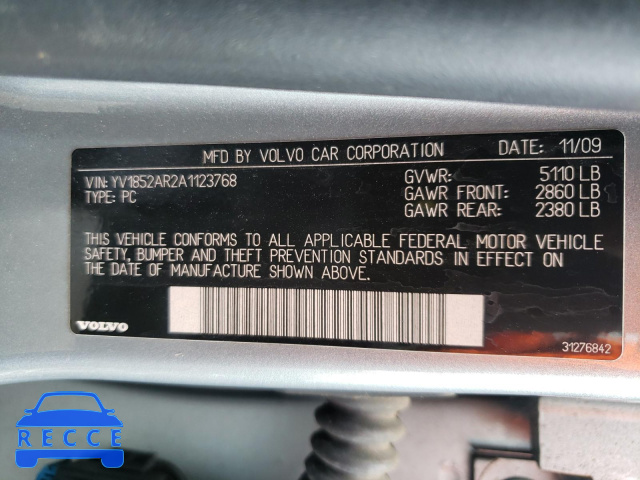 MFD BY VOLVO CAR CORPORATION DATE: 11/09
VIN: YV1852AR2A1123768 GVWR: 5110 LB
TYPE: PC GAWR FRONT: 2860 LB
GAWR REAR: 2380 LB
THIS VEHICLE CONFORMS TO ALL APPLICABLE FEDERAL MOTOR VEHICLE
SAFETY, BUMPER AND THEFT PREVENTION STANDARDS IN EFFECT ON
THE DATE OF MANUFACTURE SHOWN ABOVE.
VOLVO
31276842
RECCE